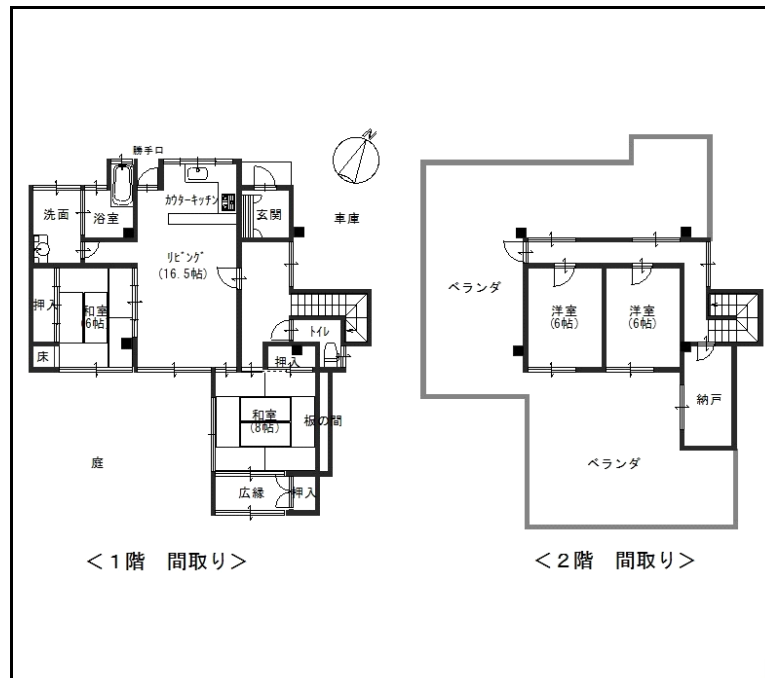 N
勝手口
洗面
浴室
カウターキッチン
玄関
車庫
リビング
(16.5帖)
押入
和室
(6帖)
床
トイレ
押入
和室
(8帖)
板の間
庭
広縁
押入
＜1階 間取り＞
ベランダ
洋室
(6帖)
洋室
(6帖)
納戸
ベランダ
＜2階 間取り＞